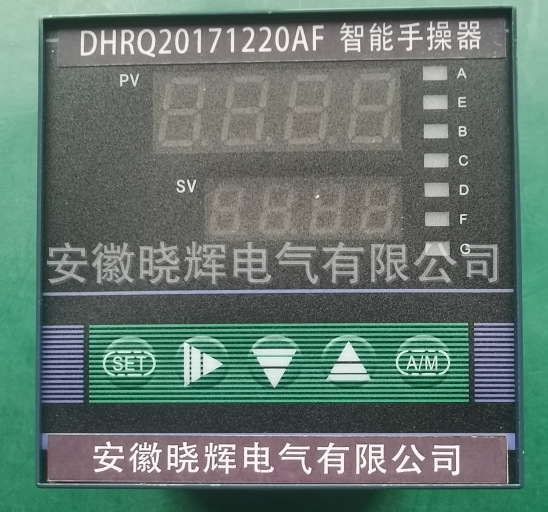 DHRQ20171220AF 智能手操器
PV
A
E
B
C
SV
D
F
G
安徽晓辉电气有限公司
SET
A/M
安徽晓辉电气有限公司